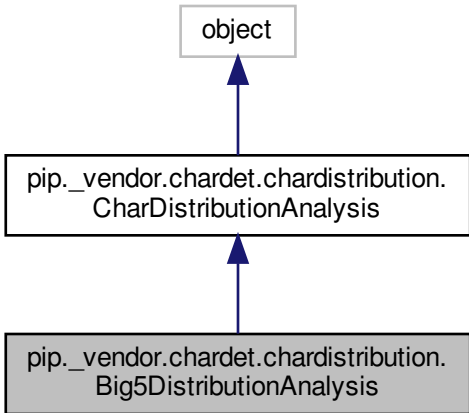 object
pip._vendor.chardet.chardistribution.
CharDistributionAnalysis
pip._vendor.chardet.chardistribution.
Big5DistributionAnalysis